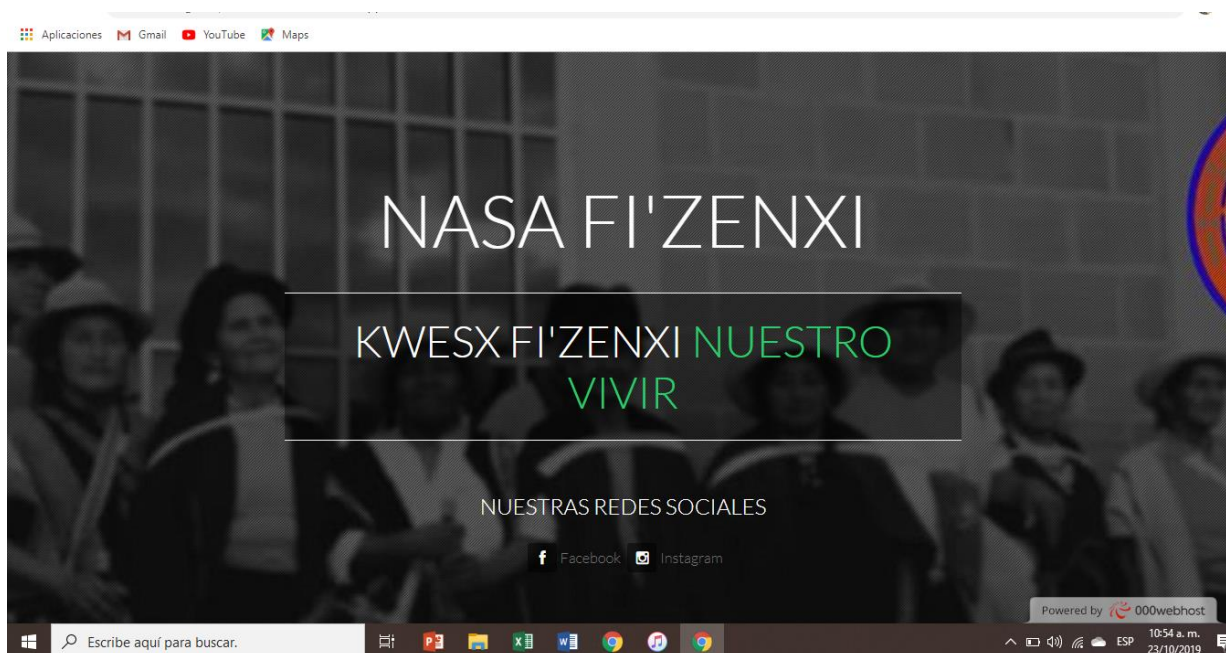 Aplicaciones Gmail YouTube Maps
NASA FI'ZENXI
KWESX FI'ZENXI NUESTRO
VIVIR
NUESTRAS REDES SOCIALES
Facebook Instagram
Powered by 000webhost
Escribe aquí para buscar.
ESP
10:54 a. m.
23/10/2019